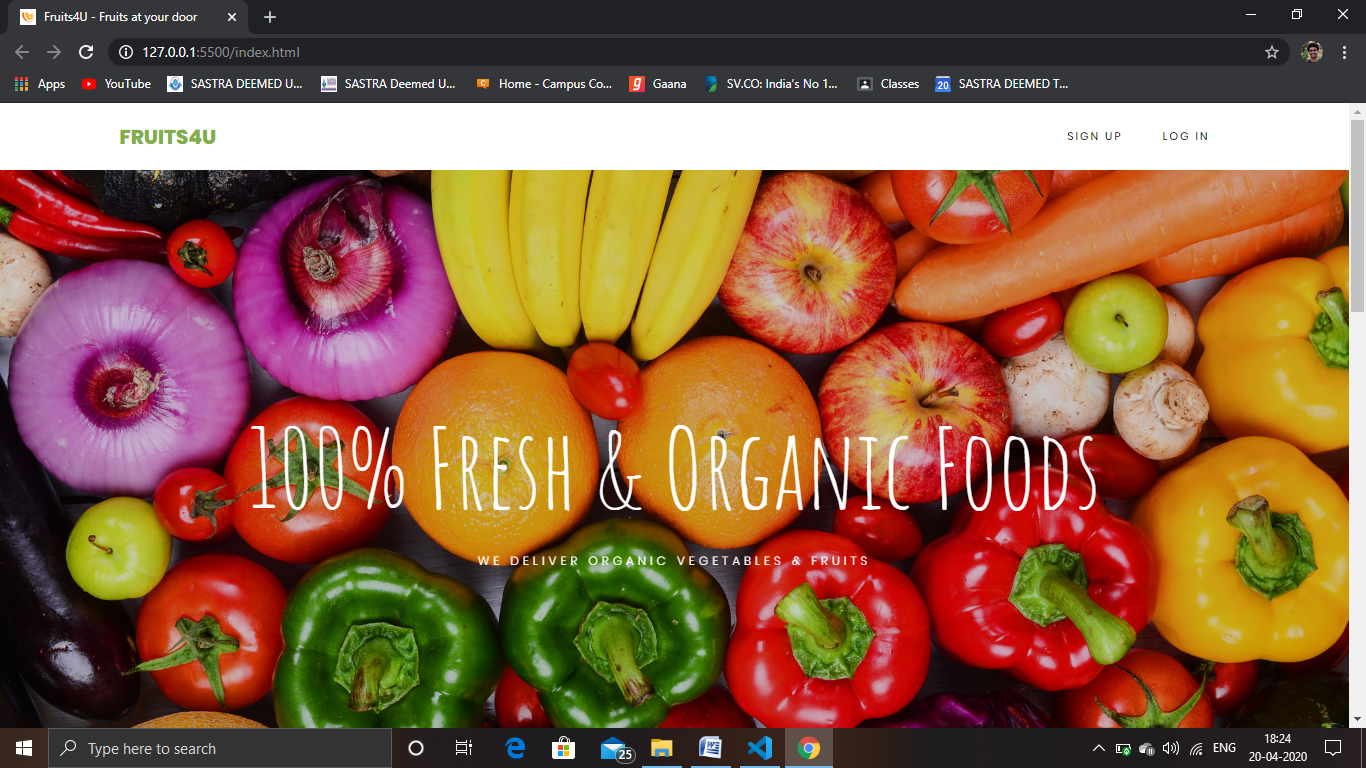 Fruits4U - Fruits at your door
127.0.0.1:5500/index.html
Apps YouTube SASTRA DEEMED U... SASTRA Deemed U... Home - Campus Co... Gaana SV.CO: India's No 1... Classes 20 SASTRA DEEMED T...
FRUITS4U SIGN UP LOG IN
100% Fresh & Organic Foods
WE DELIVER ORGANIC VEGETABLES & FRUITS
Type here to search 25 ENG 18:24
20-04-2020